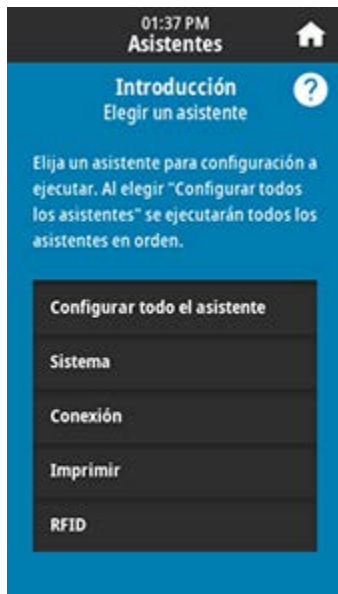 01:37 PM
Asistentes
Introducción
?
Elegir un asistente
Elija un asistente para configuración a
ejecutar. Al elegir "Configurar todos
los asistentes" se ejecutarán todos los
asistentes en orden.
Configurar todo el asistente
Sistema
Conexión
Imprimir
RFID